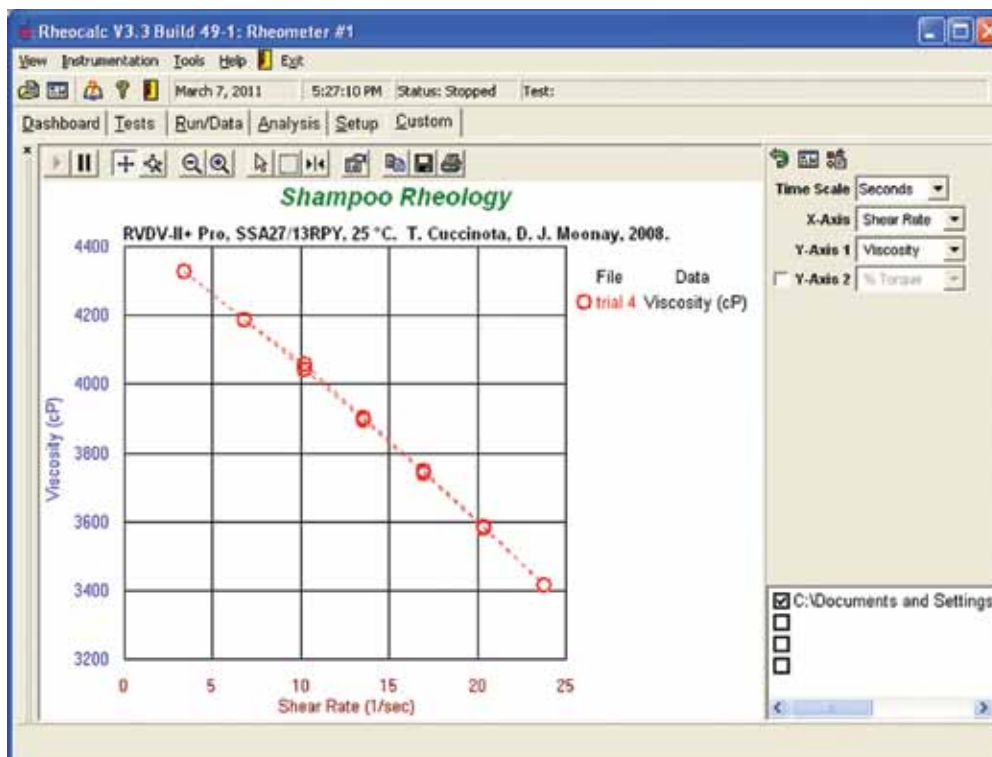 Rheocalc V3.3 Build 49-1: Rheometer #1
View Instrumentation Tools Help Exit
March 7, 2011 5:27:10 PM Status: Stopped Test:
Dashboard Tests Run/Data Analysis Setup Custom
Time Scale Seconds
X-Axis Shear Rate
Y-Axis 1 Viscosity
Y-Axis 2 % Torque
Shampoo Rheology
RVDV-II+ Pro, SSA27/13RPY, 25 °C. T. Cuccinota, D. J. Moonay, 2008.
File Data
trial 4 Viscosity (cP)
Viscosity (cP)
4400
4200
4000
3800
3600
3400
3200
0 5 10 15 20 25
Shear Rate (1/sec)
C:\Documents and Settings